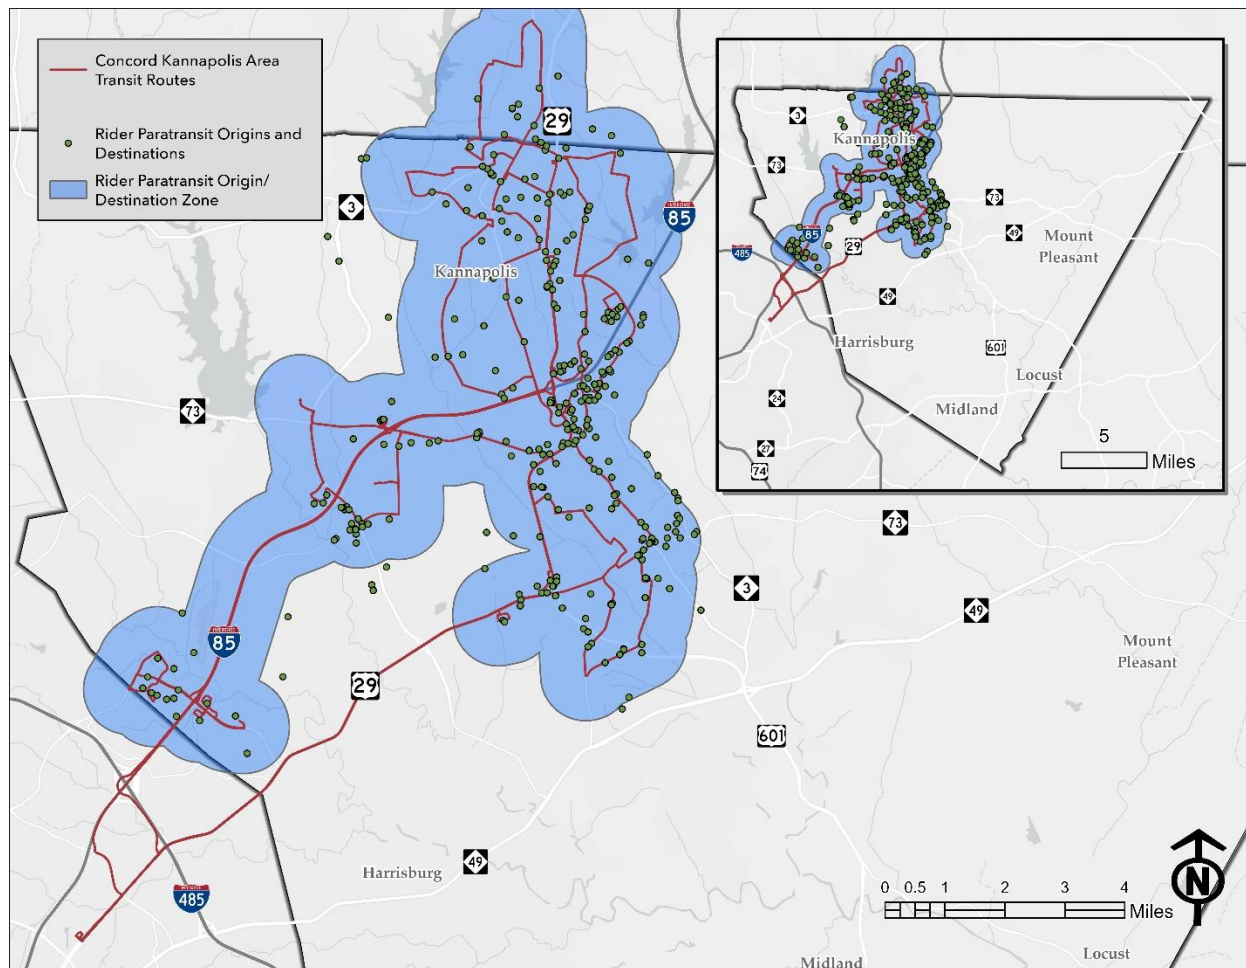 Concord Kannapolis Area
Transit Routes
Rider Paratransit Origins and
Destinations
Rider Paratransit Origin/
Destination Zone
29
3
85
Kannapolis
73
85
29
73
3
49
Mount
Pleasant
601
Harrisburg
49
485
Midland
Locust
0 0.5 1 2 3 4
Miles
N
3
Kannapolis
73
73
49
Mount
Pleasant
85
29
485
49
Harrisburg
601
Locust
24
Midland
27
74
5
Miles